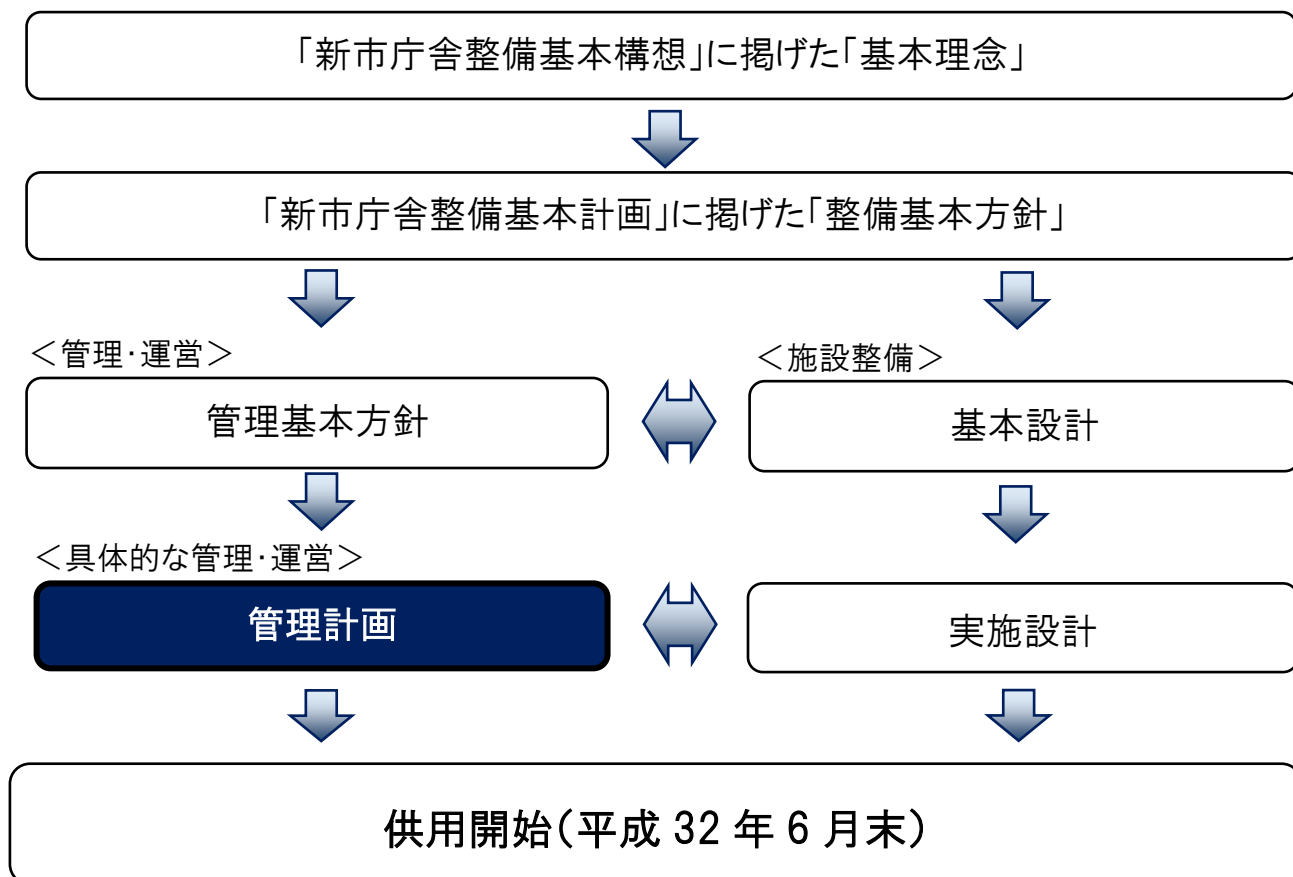 「新市庁舎整備基本構想」に掲げた「基本理念」
「新市庁舎整備基本計画」に掲げた「整備基本方針」
＜管理・運営＞
＜施設整備＞
管理基本方針
基本設計
＜具体的な管理・運営＞
管理計画
実施設計
供用開始（平成 32 年 6 月末）